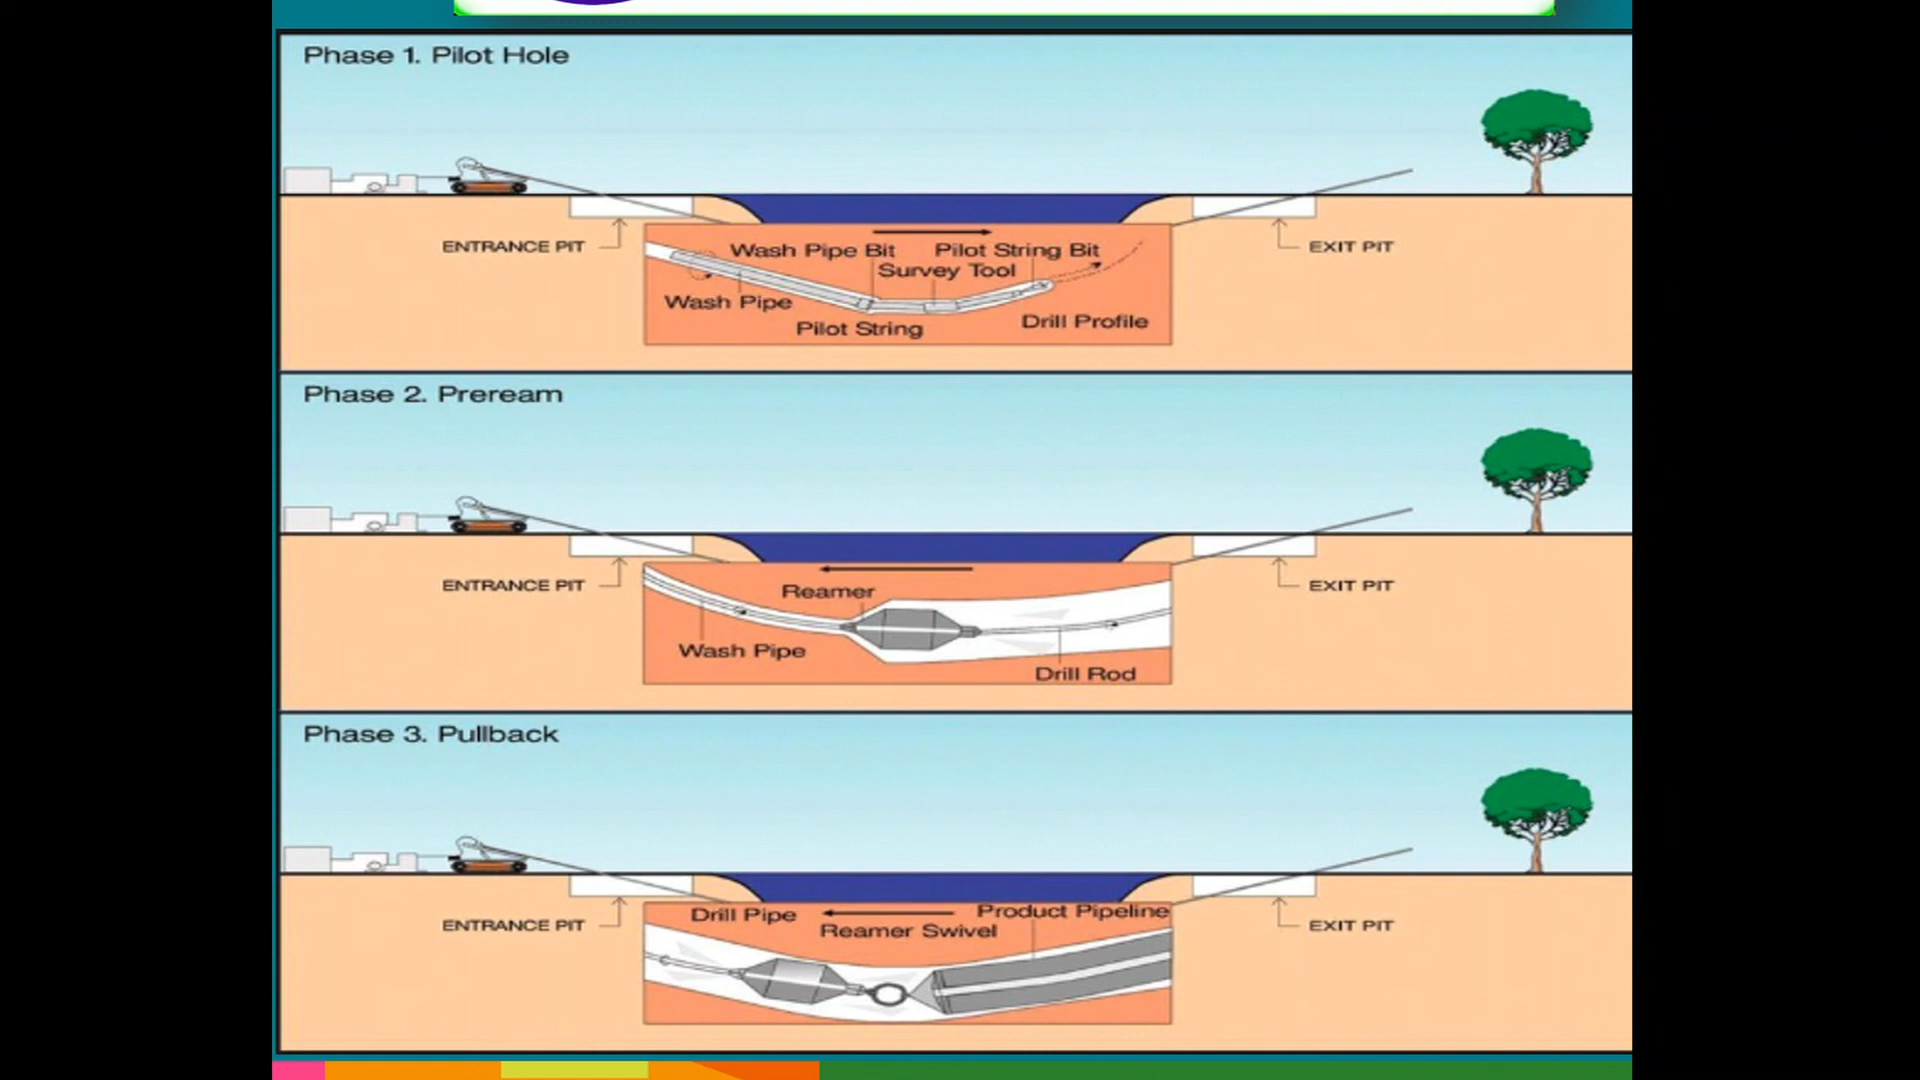 Phase 1. Pilot Hole
ENTRANCE PIT
Wash Pipe Bit
Pilot String Bit
Survey Tool
Wash Pipe
Pilot String
Drill Profile
EXIT PIT
Phase 2. Preream
ENTRANCE PIT
Reamer
Wash Pipe
Drill Rod
EXIT PIT
Phase 3. Pullback
ENTRANCE PIT
Drill Pipe
Product Pipeline
Reamer Swivel
EXIT PIT